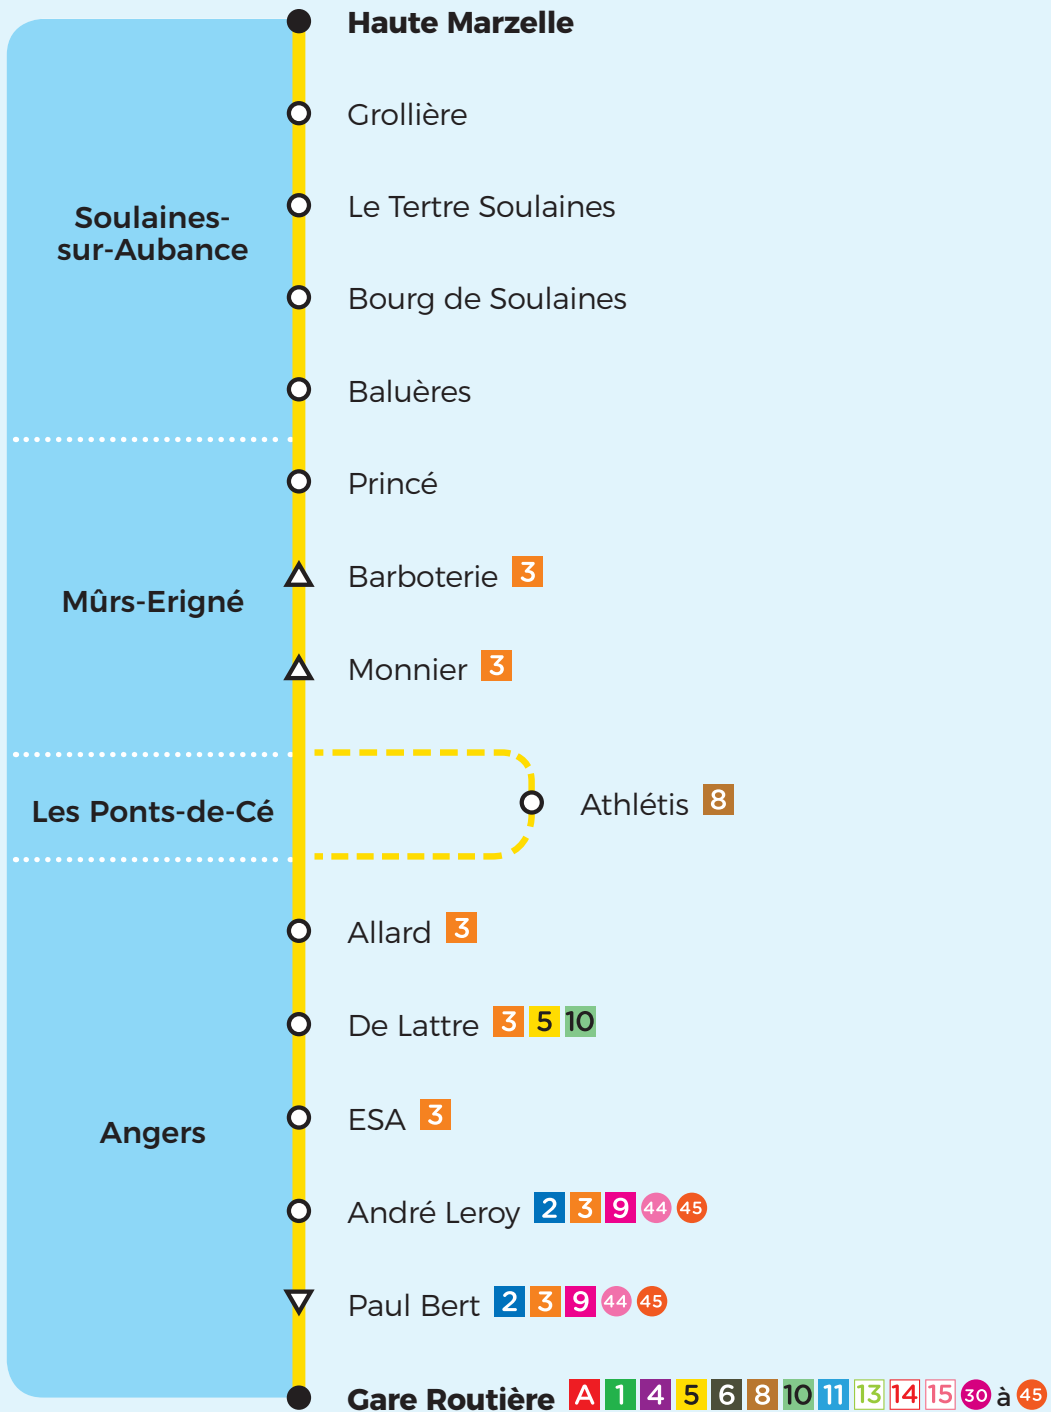 Haute Marzelle
Grollière
Le Tertre Soulaines
Soulaines-
sur-Aubance
Bourg de Soulaines
Baluères
Princé
Barboterie 3
Mûrs-Erigné
Monnier 3
Les Ponts-de-Cé
Athlétis 8
Allard 3
De Lattre 3 5 10
ESA 3
Angers
André Leroy 2 3 9 44 45
Paul Bert 2 3 9 44 45
Gare Routière A 1 4 5 6 8 10 11 13 14 15 30 à 45